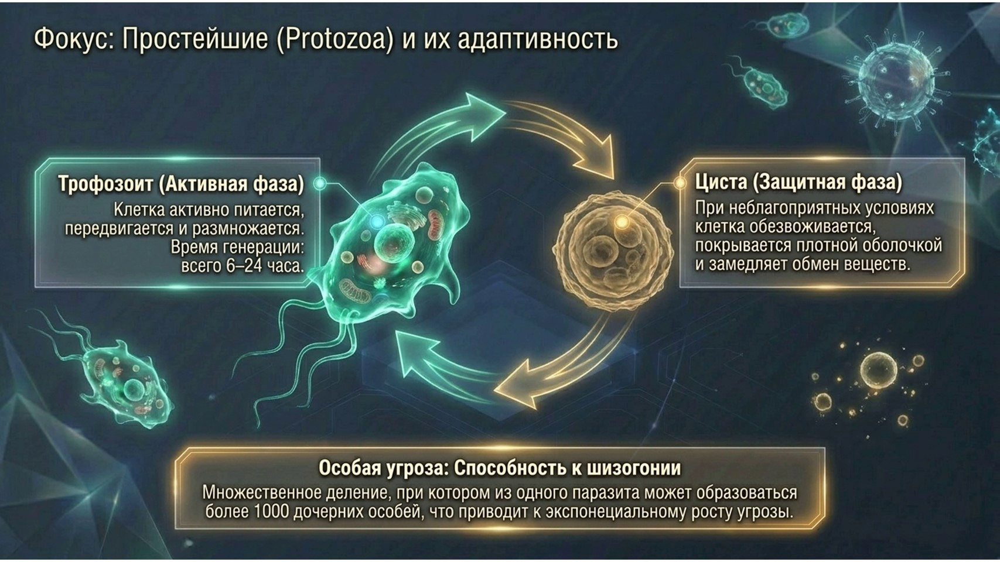 Фокус: Простейшие (Protozoa) и их адаптивность
Трофозоит (Активная фаза)
Клетка активно питается,
передвигается и размножается.
Время генерации:
всего 6–24 часа.
Циста (Защитная фаза)
При неблагоприятных условиях
клетка обезвоживается,
покрывается плотной оболочкой
и замедляет обмен веществ.
Особая угроза: Способность к шизогонии
Множественное деление, при котором из одного паразита может образоваться
более 1000 дочерних особей, что приводит к экспонециальному росту угрозы.